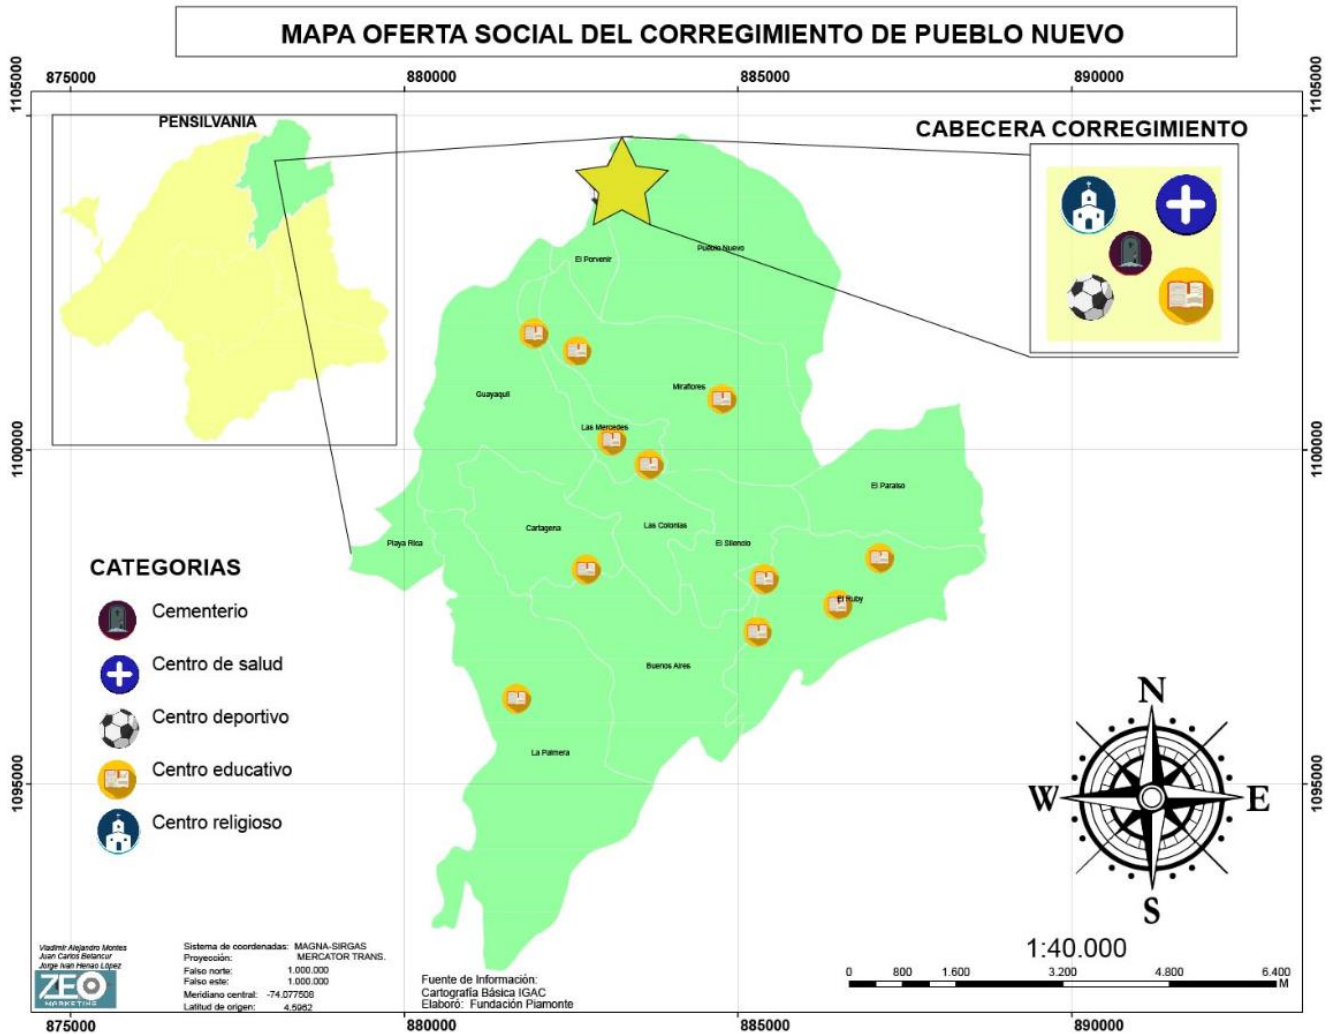 MAPA OFERTA SOCIAL DEL CORREGIMIENTO DE PUEBLO NUEVO
875000
880000
885000
890000
1105000
1105000
PENSILVANIA
CABECERA CORREGIMIENTO
Pueblo Nuevo
El Porvenir
Miraflores
Guayaquil
Las Mercedes
1100000
1100000
El Paraiso
Cartagena
Las Colonias
Playa Rica
El Silencio
CATEGORIAS
Cementerio
El Ruby
Centro de salud
Buenos Aires
Centro deportivo
La Palmera
Centro educativo
1095000
1095000
Centro religioso
N
W
E
S
1:40.000
0 800 1.600 3.200 4.800 6.400
M
Vladimir Alejandro Montes
Juan Carlos Betancur
Jorge Ivan Henao López
ZEO
MARKETING
Sistema de coordenadas: MAGNA-SIRGAS
Proyección: MERCATOR TRANS.
Falso norte: 1.000.000
Falso este: 1.000.000
Meridiano central: -74.077508
Latitud de origen: 4.5962
Fuente de Información:
Cartografía Básica IGAC
Elaboró: Fundación Piamonte
875000
880000
885000
890000